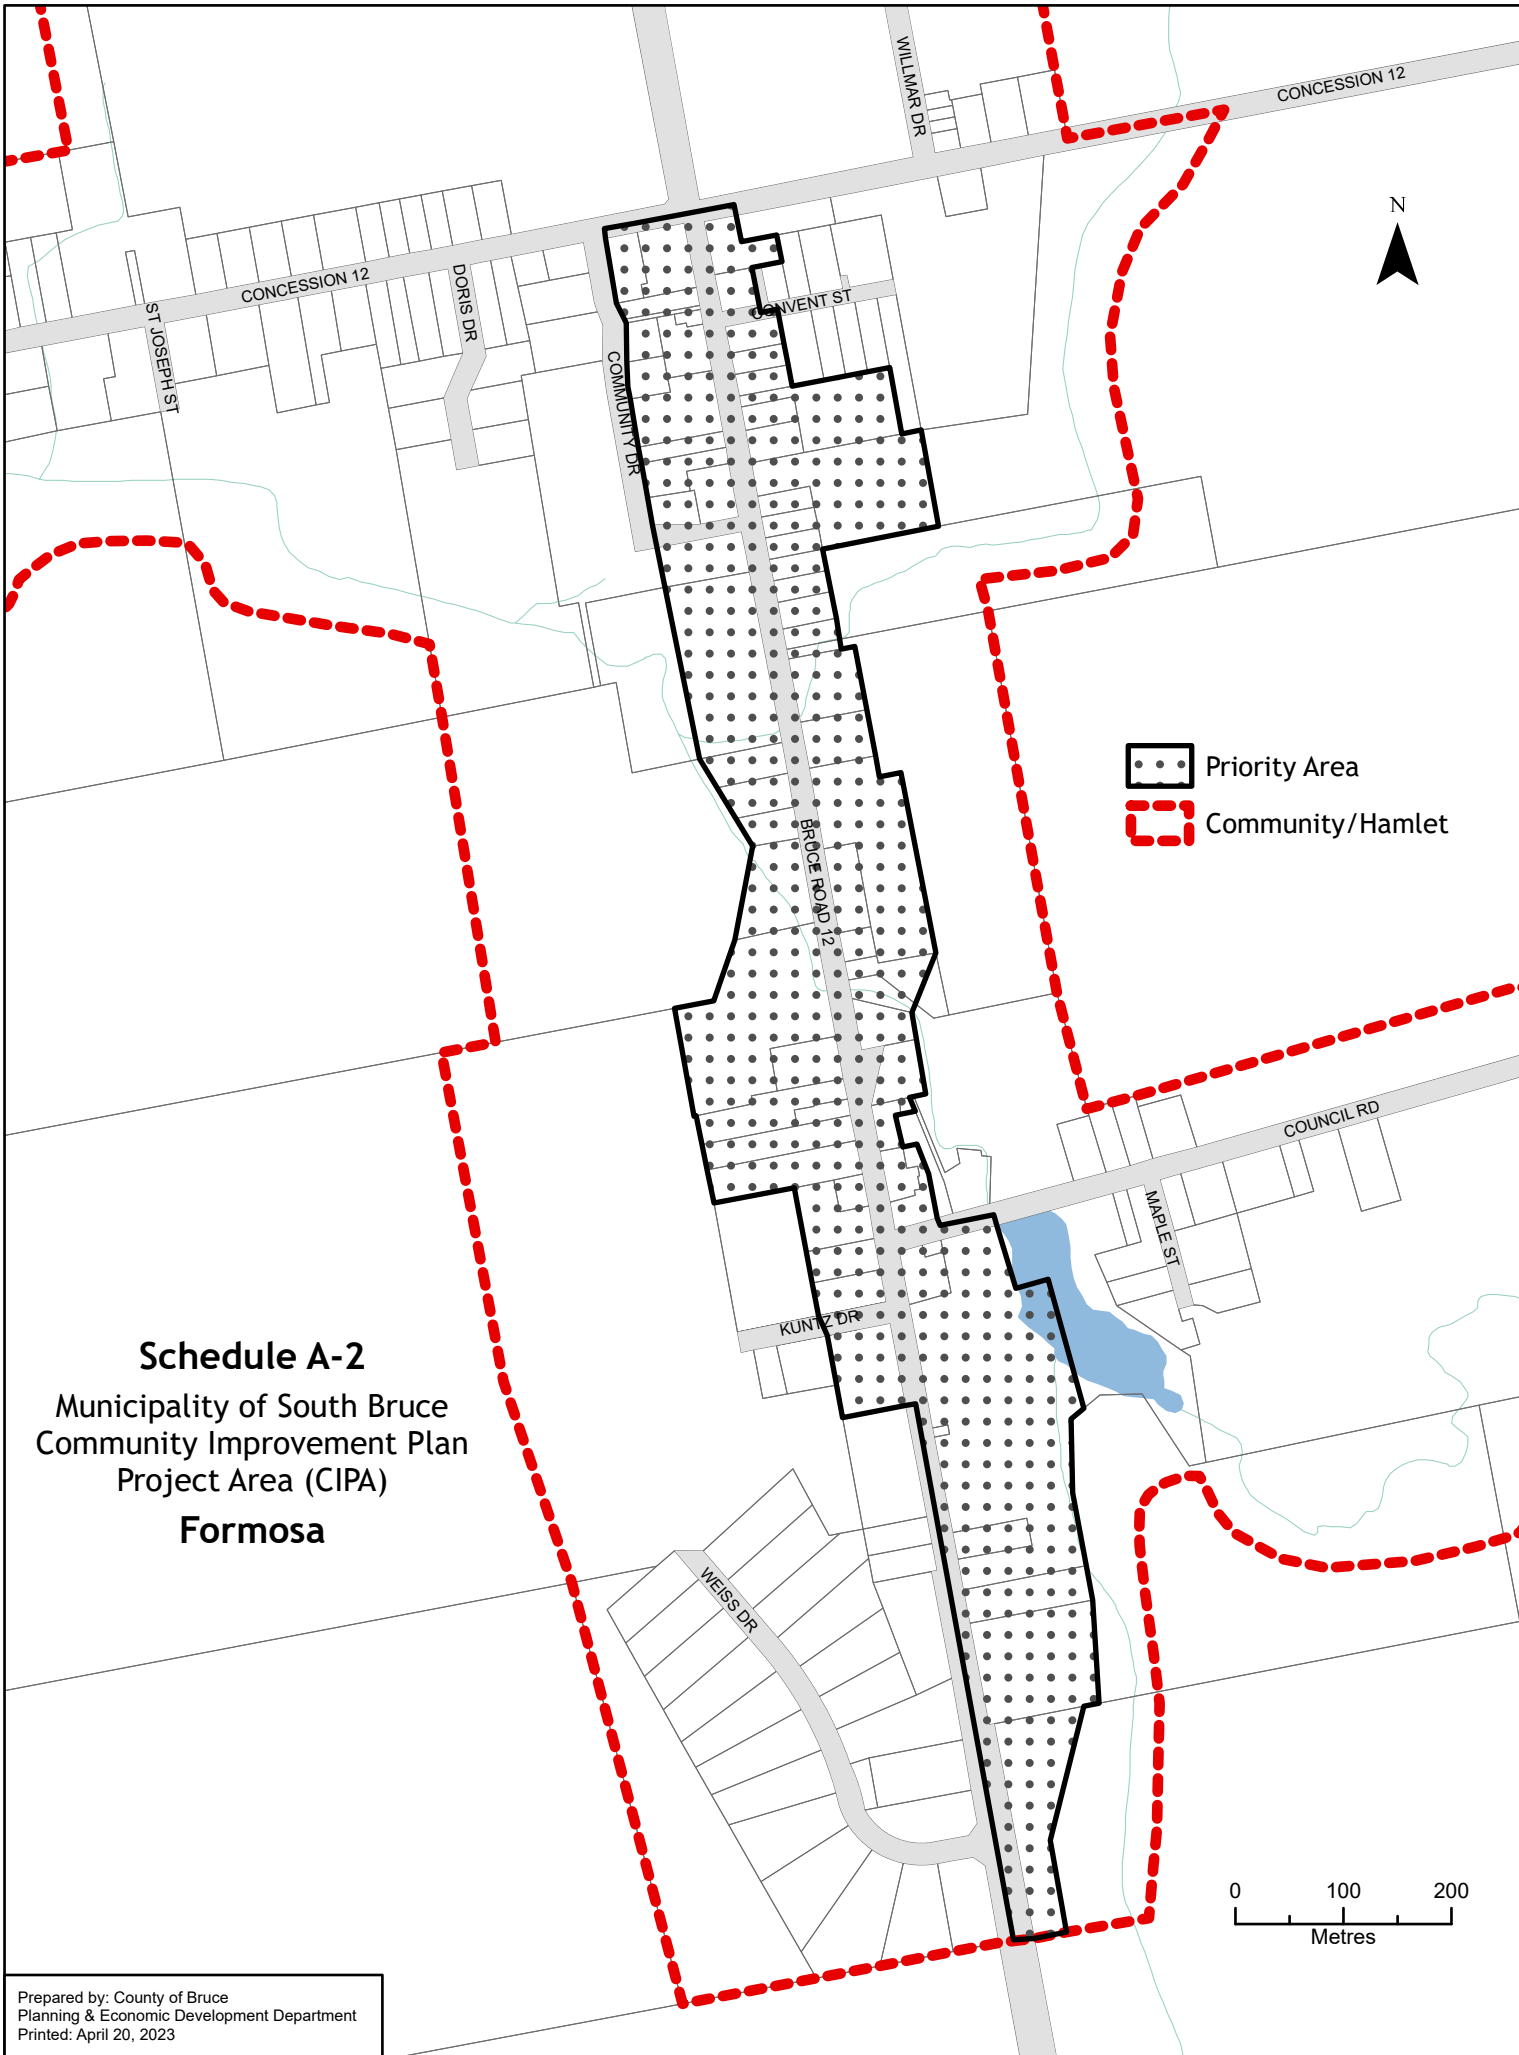 WILLMAR DR
CONCESSION 12
N
CONCESSION 12
DORIS DR
ST JOSEPH ST
CONVENT ST
COMMUNITY DR
Priority Area
Community/Hamlet
BRUCE ROAD 12
COUNCIL RD
MAPLE ST
KUNTZ DR
Schedule A-2
Municipality of South Bruce
Community Improvement Plan
Project Area (CIPA)
Formosa
WEISS DR
0 100 200
Metres
Prepared by: County of Bruce
Planning & Economic Development Department
Printed: April 20, 2023